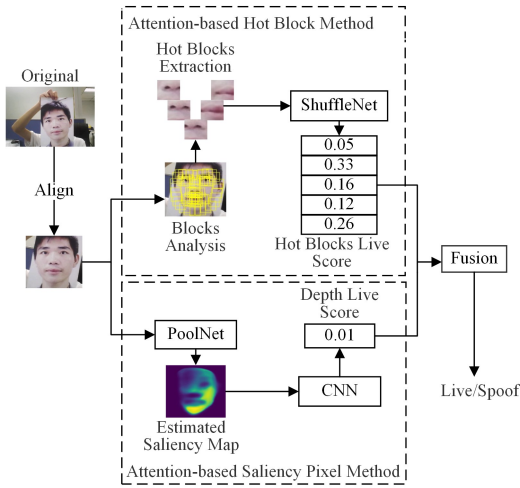 Attention-based Hot Block Method
Original
Align
Hot Blocks
Extraction
ShuffleNet
0.05
0.33
0.16
0.12
0.26
Blocks
Analysis
Hot Blocks Live
Score
Fusion
Live/Spoof
PoolNet
Estimated
Saliency Map
Depth Live
Score
0.01
CNN
Attention-based Saliency Pixel Method